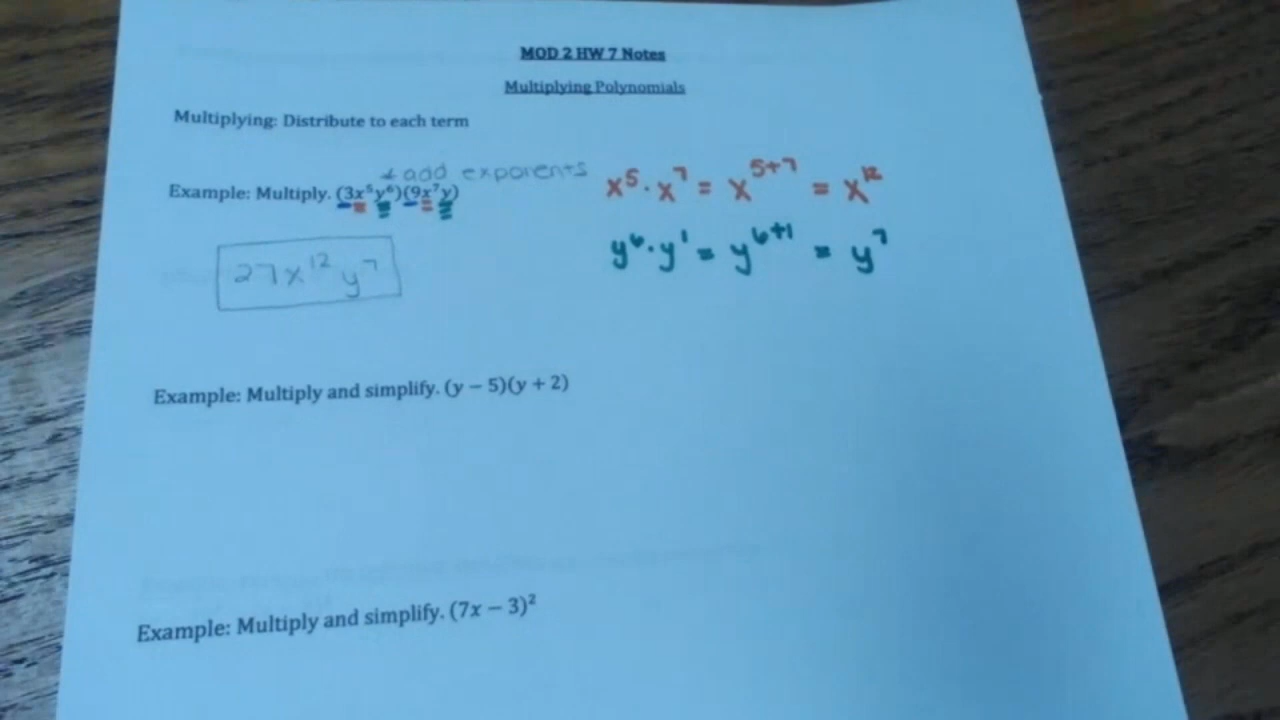 MOD 2 HW 7 Notes
Multiplying Polynomials
Multiplying: Distribute to each term
& add exponents
Example: Multiply. (3x⁵y⁶)(9x⁷y)
x⁵·x⁷ = x⁵⁺⁷ = x¹²
y⁶·y¹ = y⁶⁺¹ = y⁷
27x¹²y⁷
Example: Multiply and simplify. (y − 5)(y + 2)
Example: Multiply and simplify. (7x − 3)²